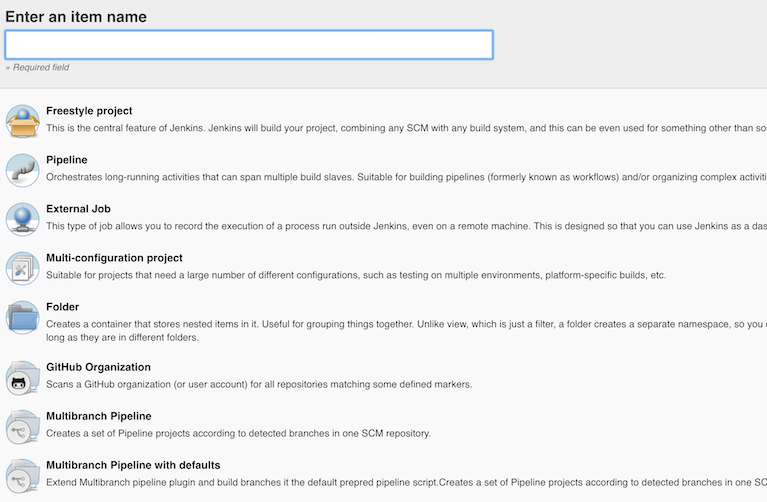 Enter an item name
» Required field
Freestyle project
This is the central feature of Jenkins. Jenkins will build your project, combining any SCM with any build system, and this can be even used for something other than so
Pipeline
Orchestrates long-running activities that can span multiple build slaves. Suitable for building pipelines (formerly known as workflows) and/or organizing complex activiti
External Job
This type of job allows you to record the execution of a process run outside Jenkins, even on a remote machine. This is designed so that you can use Jenkins as a das
Multi-configuration project
Suitable for projects that need a large number of different configurations, such as testing on multiple environments, platform-specific builds, etc.
Folder
Creates a container that stores nested items in it. Useful for grouping things together. Unlike view, which is just a filter, a folder creates a separate namespace, so you
long as they are in different folders.
GitHub Organization
Scans a GitHub organization (or user account) for all repositories matching some defined markers.
Multibranch Pipeline
Creates a set of Pipeline projects according to detected branches in one SCM repository.
Multibranch Pipeline with defaults
Extend Multibranch pipeline plugin and build branches it the default prepred pipeline script.Creates a set of Pipeline projects according to detected branches in one SC